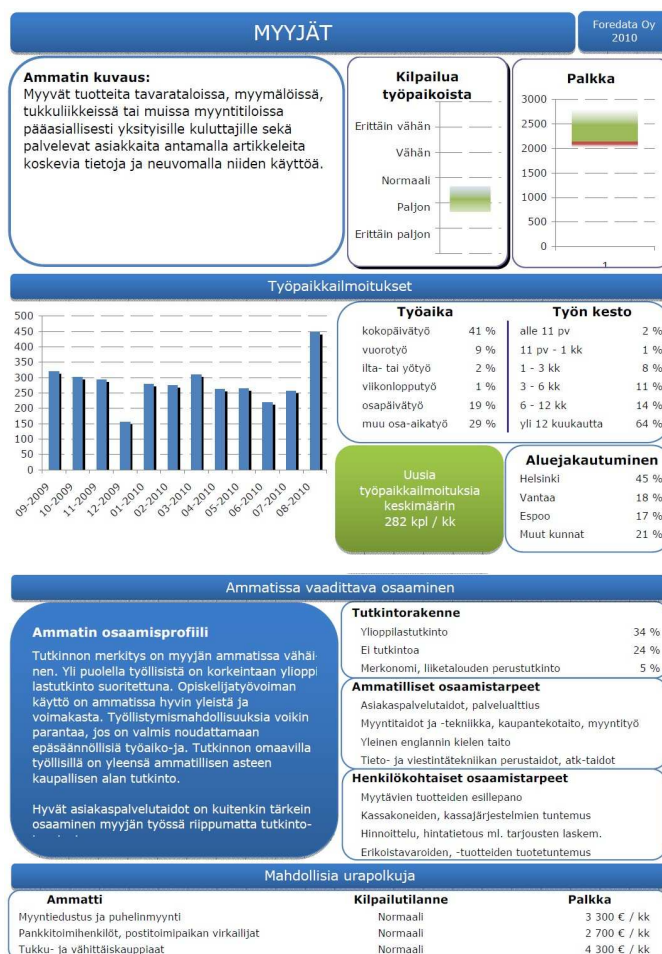 MYYJÄT
Foredata Oy
2010
Ammatin kuvaus:
Myyvät tuotteita tavarataloissa, myymälöissä,
tukkuliikkeissä tai muissa myyntitiloissa
pääasiallisesti yksityisille kuluttajille sekä
palvelevat asiakkaita antamalla artikkeleita
koskevia tietoja ja neuvomalla niiden käyttöä.
Kilpailua
työpaikoista
Erittäin vähän
Vähän
Normaali
Paljon
Erittäin paljon
Palkka
3000
2500
2000
1500
1000
500
0
1
Työpaikkailmoitukset
500
450
400
350
300
250
200
150
100
50
0
09-2009
10-2009
11-2009
12-2009
01-2010
02-2010
03-2010
04-2010
05-2010
06-2010
07-2010
08-2010
Työaika
kokopäivätyö 41 %
vuorotyö 9 %
ilta- tai yötyö 2 %
viikonlopputyö 1 %
osapäivätyö 19 %
muu osa-aikatyö 29 %
Työn kesto
alle 11 pv 2 %
11 pv - 1 kk 1 %
1 - 3 kk 8 %
3 - 6 kk 11 %
6 - 12 kk 14 %
yli 12 kuukautta 64 %
Uusia
työpaikkailmoituksia
keskimäärin
282 kpl / kk
Aluejakautuminen
Helsinki 45 %
Vantaa 18 %
Espoo 17 %
Muut kunnat 21 %
Ammatissa vaadittava osaaminen
Ammatin osaamisprofiili
Tutkinnon merkitys on myyjän ammatissa vähäi-
nen. Yli puolella työllisistä on korkeintaan ylioppi
lastutkinto suoritettuna. Opiskelijatyövoiman
käyttö on ammatissa hyvin yleistä ja
voimakasta. Työllistymismahdollisuuksia voikin
parantaa, jos on valmis noudattamaan
epäsäännöllisiä työaiko-ja. Tutkinnon omaavilla
työllisillä on yleensä ammatillisen asteen
kaupallisen alan tutkinto.
Hyvät asiakaspalvelutaidot on kuitenkin tärkein
osaaminen myyjän työssä riippumatta tutkinto-
Tutkintorakenne
Ylioppilastutkinto 34 %
Ei tutkintoa 24 %
Merkonomi, liiketalouden perustutkinto 5 %
Ammatilliset osaamistarpeet
Asiakaspalvelutaidot, palvelualttius
Myyntitaidot ja -tekniikka, kaupantekotaito, myyntityö
Yleinen englannin kielen taito
Tieto- ja viestintätekniikan perustaidot, atk-taidot
Henkilökohtaiset osaamistarpeet
Myytävien tuotteiden esillepano
Kassakoneiden, kassajärjestelmien tuntemus
Hinnoittelu, hintatietous ml. tarjousten laskem.
Erikoistavaroiden, -tuotteiden tuotetuntemus
Mahdollisia urapolkuja
Ammatti Kilpailutilanne Palkka
Myyntiedustus ja puhelinmyynti Normaali 3 300 € / kk
Pankkitoimihenkilöt, postitoimipaikan virkailijat Normaali 2 700 € / kk
Tukku- ja vähittäiskauppiaat Normaali 4 300 € / kk